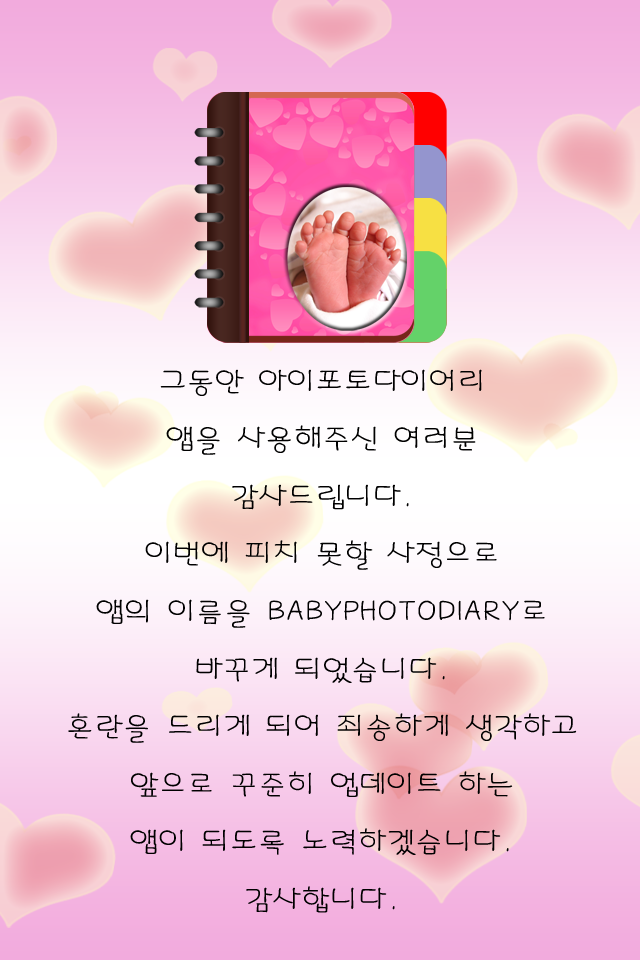 그동안 아이포토다이어리
앱을 사용해주신 여러분
감사드립니다.
이번에 피치 못할 사정으로
앱의 이름을 BABYPHOTODIARY로
바꾸게 되었습니다.
혼란을 드리게 되어 죄송하게 생각하고
앞으로 꾸준히 업데이트 하는
앱이 되도록 노력하겠습니다.
감사합니다.